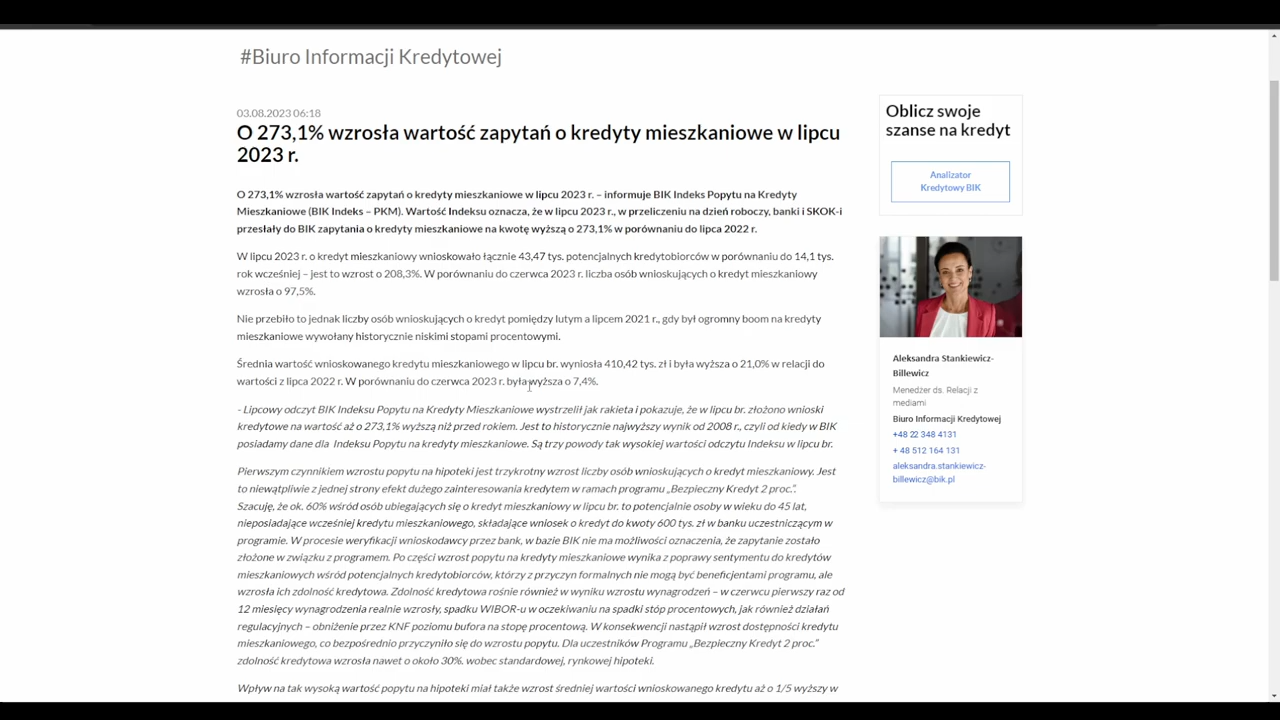 #Biuro Informacji Kredytowej
03.08.2023 06:18
O 273,1% wzrosła wartość zapytań o kredyty mieszkaniowe w lipcu
2023 r.
O 273,1% wzrosła wartość zapytań o kredyty mieszkaniowe w lipcu 2023 r. – informuje BIK Indeks Popytu na Kredyty
Mieszkaniowe (BIK Indeks – PKM). Wartość Indeksu oznacza, że w lipcu 2023 r., w przeliczeniu na dzień roboczy, banki i SKOK-i
przesłały do BIK zapytania o kredyty mieszkaniowe na kwotę wyższą o 273,1% w porównaniu do lipca 2022 r.
W lipcu 2023 r. o kredyt mieszkaniowy wnioskowało łącznie 43,47 tys. potencjalnych kredytobiorców w porównaniu do 14,1 tys.
rok wcześniej – jest to wzrost o 208,3%. W porównaniu do czerwca 2023 r. liczba osób wnioskujących o kredyt mieszkaniowy
wzrosła o 97,5%.
Nie przebiło to jednak liczby osób wnioskujących o kredyt pomiędzy lutym a lipcem 2021 r., gdy był ogromny boom na kredyty
mieszkaniowe wywołany historycznie niskimi stopami procentowymi.
Średnia wartość wnioskowanego kredytu mieszkaniowego w lipcu br. wyniosła 410,42 tys. zł i była wyższa o 21,0% w relacji do
wartości z lipca 2022 r. W porównaniu do czerwca 2023 r. była wyższa o 7,4%.
- Lipcowy odczyt BIK Indeksu Popytu na Kredyty Mieszkaniowe wystrzelił jak rakieta i pokazuje, że w lipcu br. złożono wnioski
kredytowe na wartość aż o 273,1% wyższą niż przed rokiem. Jest to historycznie najwyższy wynik od 2008 r., czyli od kiedy w BIK
posiadamy dane dla Indeksu Popytu na kredyty mieszkaniowe. Są trzy powody tak wysokiej wartości odczytu Indeksu w lipcu br.
Pierwszym czynnikiem wzrostu popytu na hipoteki jest trzykrotny wzrost liczby osób wnioskujących o kredyt mieszkaniowy. Jest
to niewątpliwie z jednej strony efekt dużego zainteresowania kredytem w ramach programu „Bezpieczny Kredyt 2 proc.”.
Szacuję, że ok. 60% wśród osób ubiegających się o kredyt mieszkaniowy w lipcu br. to potencjalnie osoby w wieku do 45 lat,
nieposiadające wcześniej kredytu mieszkaniowego, składające wniosek o kredyt do kwoty 600 tys. zł w banku uczestniczącym w
programie. W procesie weryfikacji wnioskodawcy przez bank, w bazie BIK nie ma możliwości oznaczenia, że zapytanie zostało
złożone w związku z programem. Po części wzrost popytu na kredyty mieszkaniowe wynika z poprawy sentymentu do kredytów
mieszkaniowych wśród potencjalnych kredytobiorców, którzy z przyczyn formalnych nie mogą być beneficjentami programu, ale
wzrosła ich zdolność kredytowa. Zdolność kredytowa rośnie również w wyniku wzrostu wynagrodzeń – w czerwcu pierwszy raz od
12 miesięcy wynagrodzenia realnie wzrosły, spadku WIBOR-u w oczekiwaniu na spadki stóp procentowych, jak również działań
regulacyjnych – obniżenie przez KNF poziomu bufora na stopę procentową. W konsekwencji nastąpił wzrost dostępności kredytu
mieszkaniowego, co bezpośrednio przyczyniło się do wzrostu popytu. Dla uczestników Programu „Bezpieczny Kredyt 2 proc.”
zdolność kredytowa wzrosła nawet o około 30%. wobec standardowej, rynkowej hipoteki.
Wpływ na tak wysoką wartość popytu na hipoteki miał także wzrost średniej wartości wnioskowanego kredytu aż o 1/5 wyższy w
Oblicz swoje
szanse na kredyt
Analizator
Kredytowy BIK
Aleksandra Stankiewicz-
Billewicz
Menedżer ds. Relacji z
mediami
Biuro Informacji Kredytowej
+48 22 348 4131
+ 48 512 164 131
aleksandra.stankiewicz-
billewicz@bik.pl